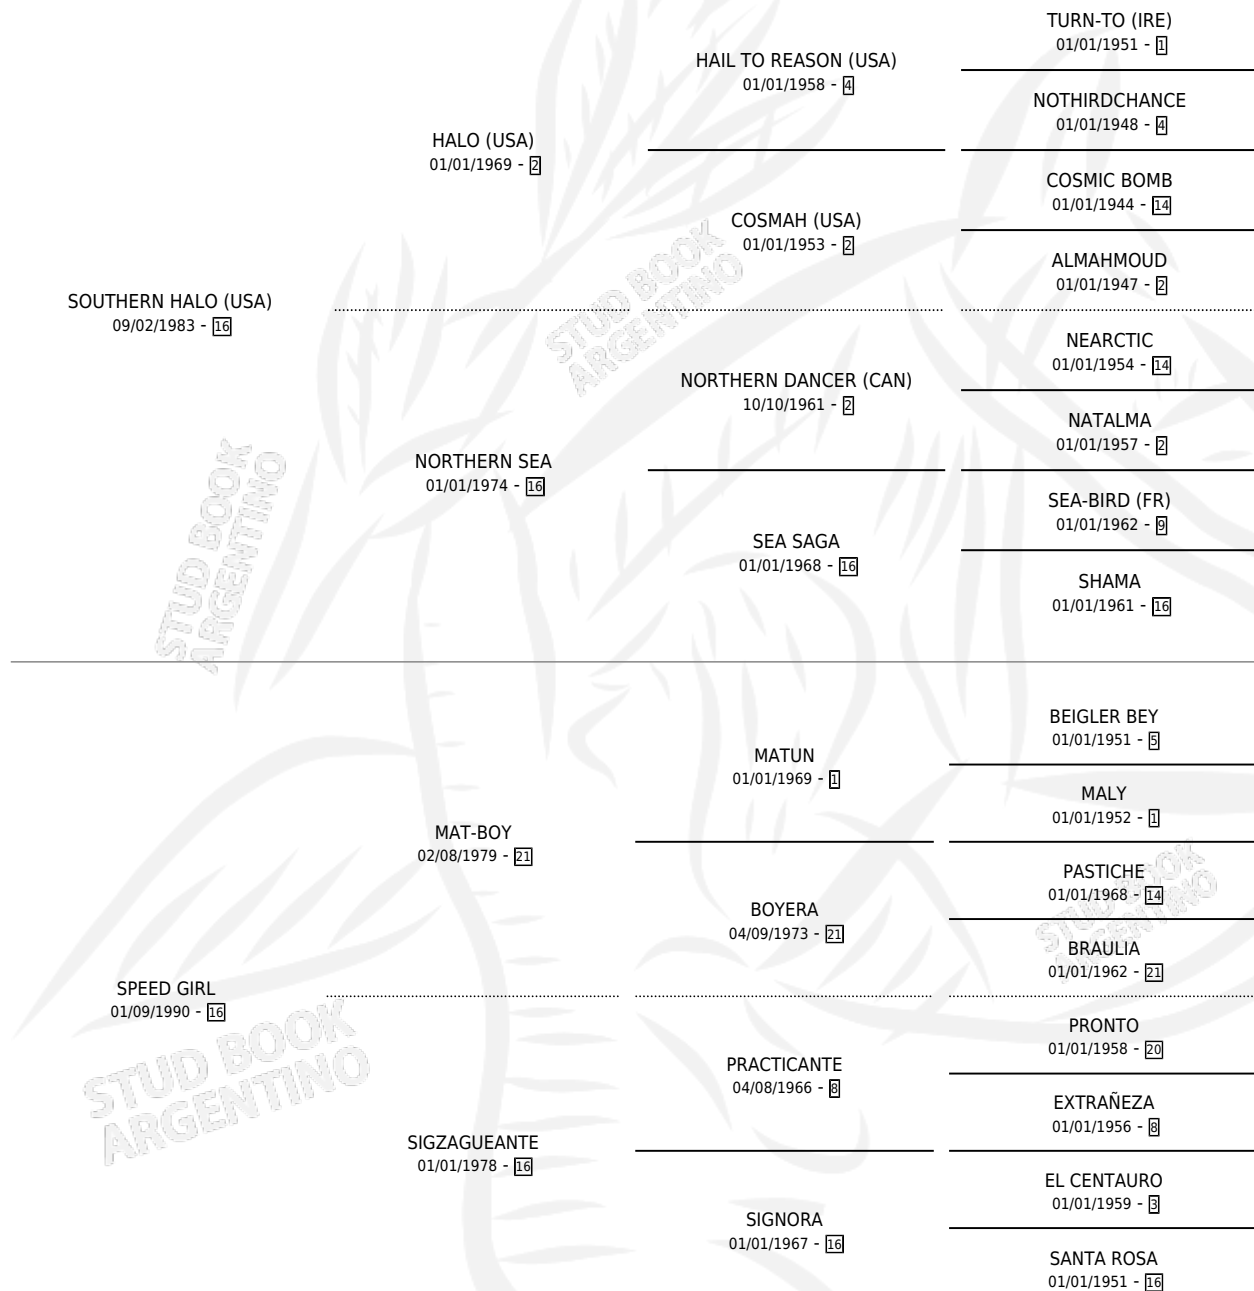 TURN-TO (IRE)
01/01/1951 - 1
HAIL TO REASON (USA)
01/01/1958 - 4
NOTHIRDCHANCE
01/01/1948 - 4
HALO (USA)
01/01/1969 - 2
COSMIC BOMB
01/01/1944 - 14
COSMAH (USA)
01/01/1953 - 2
ALMAHMOUD
01/01/1947 - 2
SOUTHERN HALO (USA)
09/02/1983 - 16
NEARCTIC
01/01/1954 - 14
NORTHERN DANCER (CAN)
10/10/1961 - 2
NATALMA
01/01/1957 - 2
NORTHERN SEA
01/01/1974 - 16
SEA-BIRD (FR)
01/01/1962 - 9
SEA SAGA
01/01/1968 - 16
SHAMA
01/01/1961 - 16
BEIGLER BEY
01/01/1951 - 5
MATUN
01/01/1969 - 1
MALY
01/01/1952 - 1
MAT-BOY
02/08/1979 - 21
PASTICHE
01/01/1968 - 14
BOYERA
04/09/1973 - 21
BRAULIA
01/01/1962 - 21
SPEED GIRL
01/09/1990 - 16
PRONTO
01/01/1958 - 20
PRACTICANTE
04/08/1966 - 8
EXTRAÑEZA
01/01/1956 - 8
SIGZAGUEANTE
01/01/1978 - 16
EL CENTAURO
01/01/1959 - 3
SIGNORA
01/01/1967 - 16
SANTA ROSA
01/01/1951 - 16
STUD BOOK
ARGENTINO
STUD BOOK
ARGENTINO
STUD BOOK
ARGENTINO
STUD BOOK
ARGENTINO